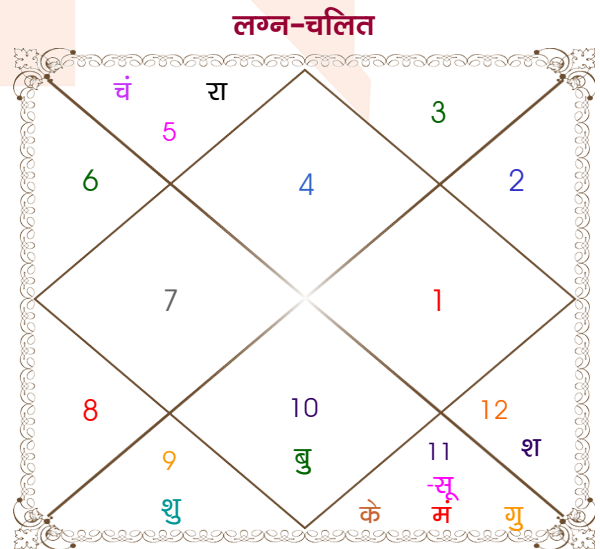 लग्न-चलित
चं रा
3
5
6 4 2
7 1
8 10 12
9 बु 11 श
शु -सू
के मं गु